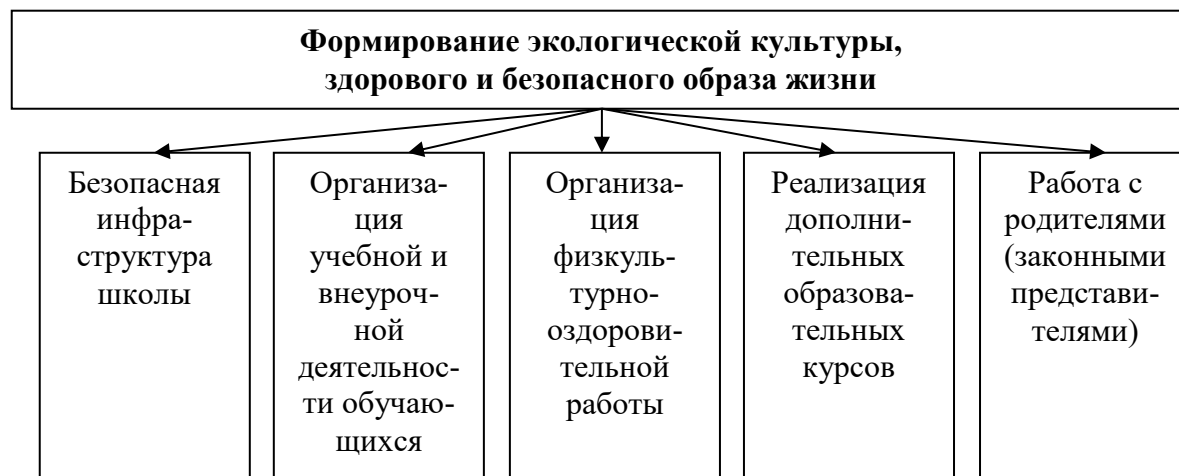 Формирование экологической культуры,
здорового и безопасного образа жизни
Безопасная
инфра-
структура
школы
Организа-
ция
учебной и
внеуроч-
ной
деятельнос-
ти обучаю-
щихся
Организа-
ция
физкуль-
турно-
оздорови-
тельной
работы
Реализация
дополни-
тельных
образова-
тельных
курсов
Работа с
родителями
(законными
представи-
телями)